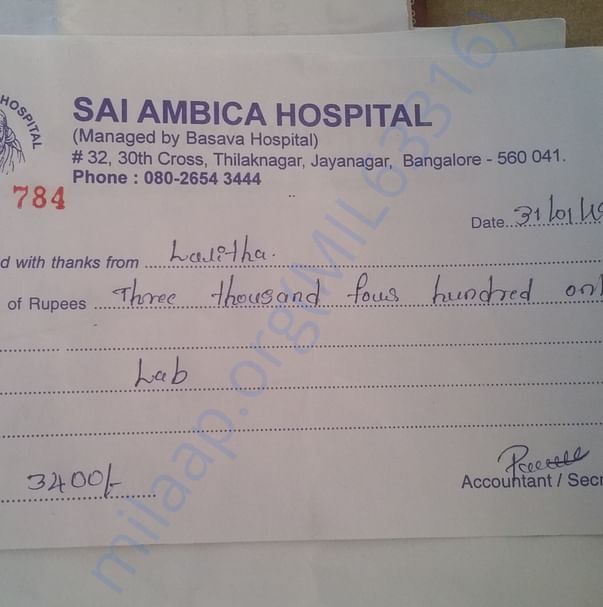 HOSPITAL
SAI AMBICA HOSPITAL
(Managed by Basava Hospital)
# 32, 30th Cross, Thilaknagar, Jayanagar, Bangalore - 560 041.
Phone : 080-2654 3444
784
Date 31/01/
d with thanks from Lalitha.
of Rupees Three thousand four hundred onl
Lab
3400/-
Accountant / Secr
milaap.org(MIL63316)